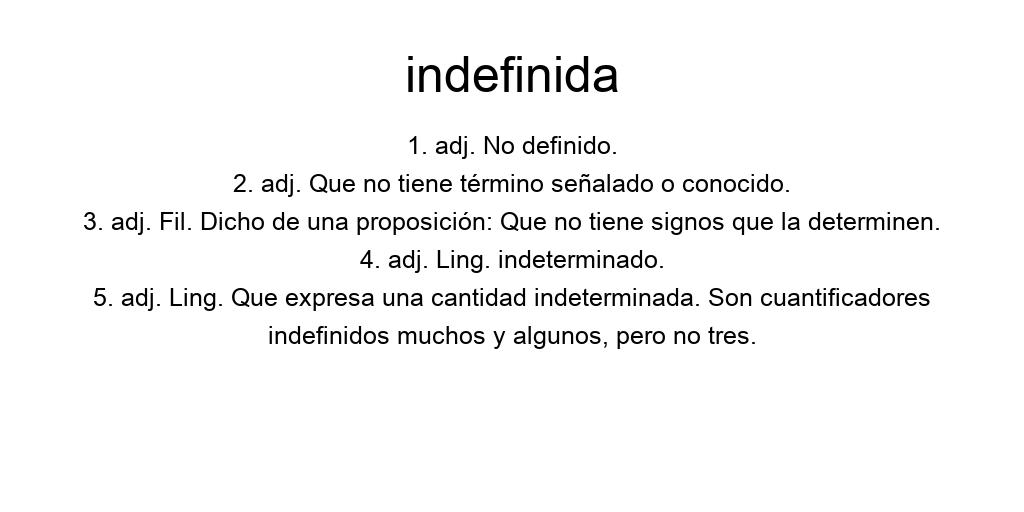 indefinida
1. adj. No definido.
2. adj. Que no tiene término señalado o conocido.
3. adj. Fil. Dicho de una proposición: Que no tiene signos que la determinen.
4. adj. Ling. indeterminado.
5. adj. Ling. Que expresa una cantidad indeterminada. Son cuantificadores
indefinidos muchos y algunos, pero no tres.